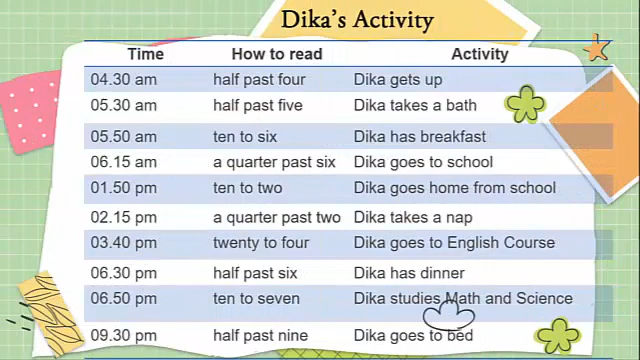 Dika's Activity
Time How to read Activity
04.30 am half past four Dika gets up
05.30 am half past five Dika takes a bath
05.50 am ten to six Dika has breakfast
06.15 am a quarter past six Dika goes to school
01.50 pm ten to two Dika goes home from school
02.15 pm a quarter past two Dika takes a nap
03.40 pm twenty to four Dika goes to English Course
06.30 pm half past six Dika has dinner
06.50 pm ten to seven Dika studies Math and Science
09.30 pm half past nine Dika goes to bed